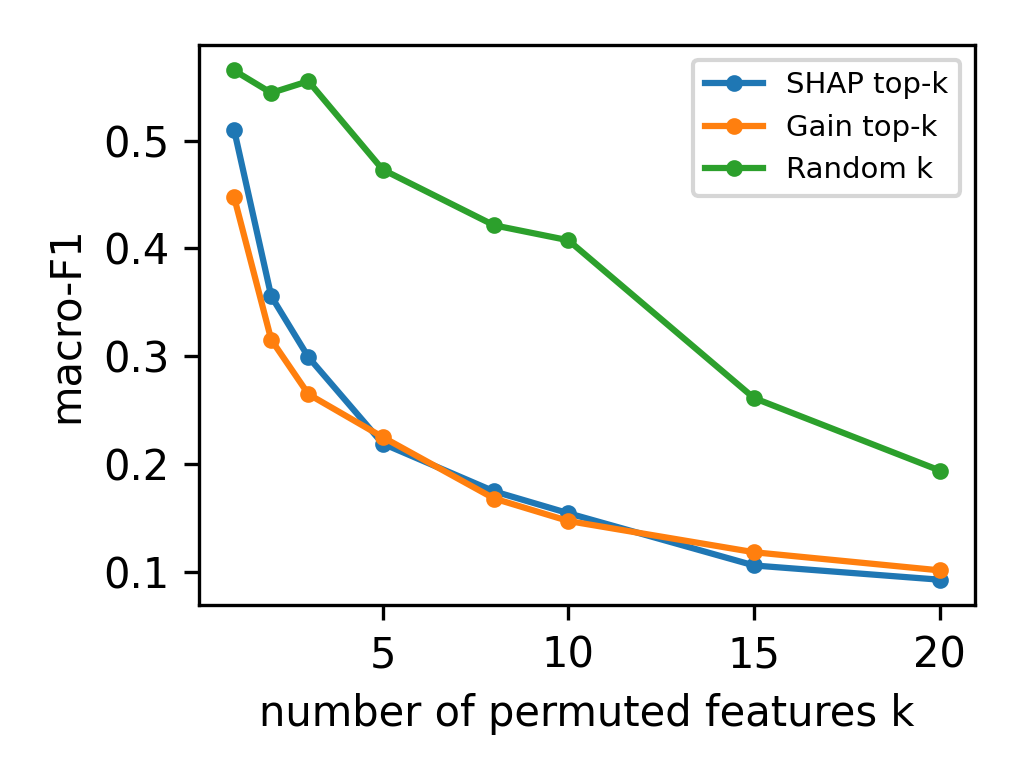 SHAP top-k
Gain top-k
Random k
macro-F1
0.5
0.4
0.3
0.2
0.1
5 10 15 20
number of permuted features k